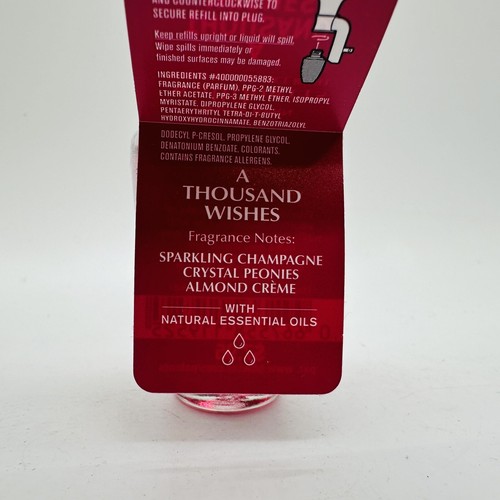 AND COUNTERCLOCKWISE TO
SECURE REFILL INTO PLUG.
Keep refills upright or liquid will spill.
Wipe spills immediately or
finished surfaces may be damaged.
INGREDIENTS #400000055883:
FRAGRANCE (PARFUM), PPG-2 METHYL
ETHER ACETATE, PPG-3 METHYL ETHER, ISOPROPYL
MYRISTATE, DIPROPYLENE GLYCOL,
PENTAERYTHRITYL TETRA-DI-T-BUTYL
HYDROXYHYDROCINNAMATE, BENZOTRIAZOLYL
DODECYL P-CRESOL, PROPYLENE GLYCOL,
DENATONIUM BENZOATE, COLORANTS.
CONTAINS FRAGRANCE ALLERGENS.
A
THOUSAND
WISHES
Fragrance Notes:
SPARKLING CHAMPAGNE
CRYSTAL PEONIES
ALMOND CRÈME
WITH
NATURAL ESSENTIAL OILS